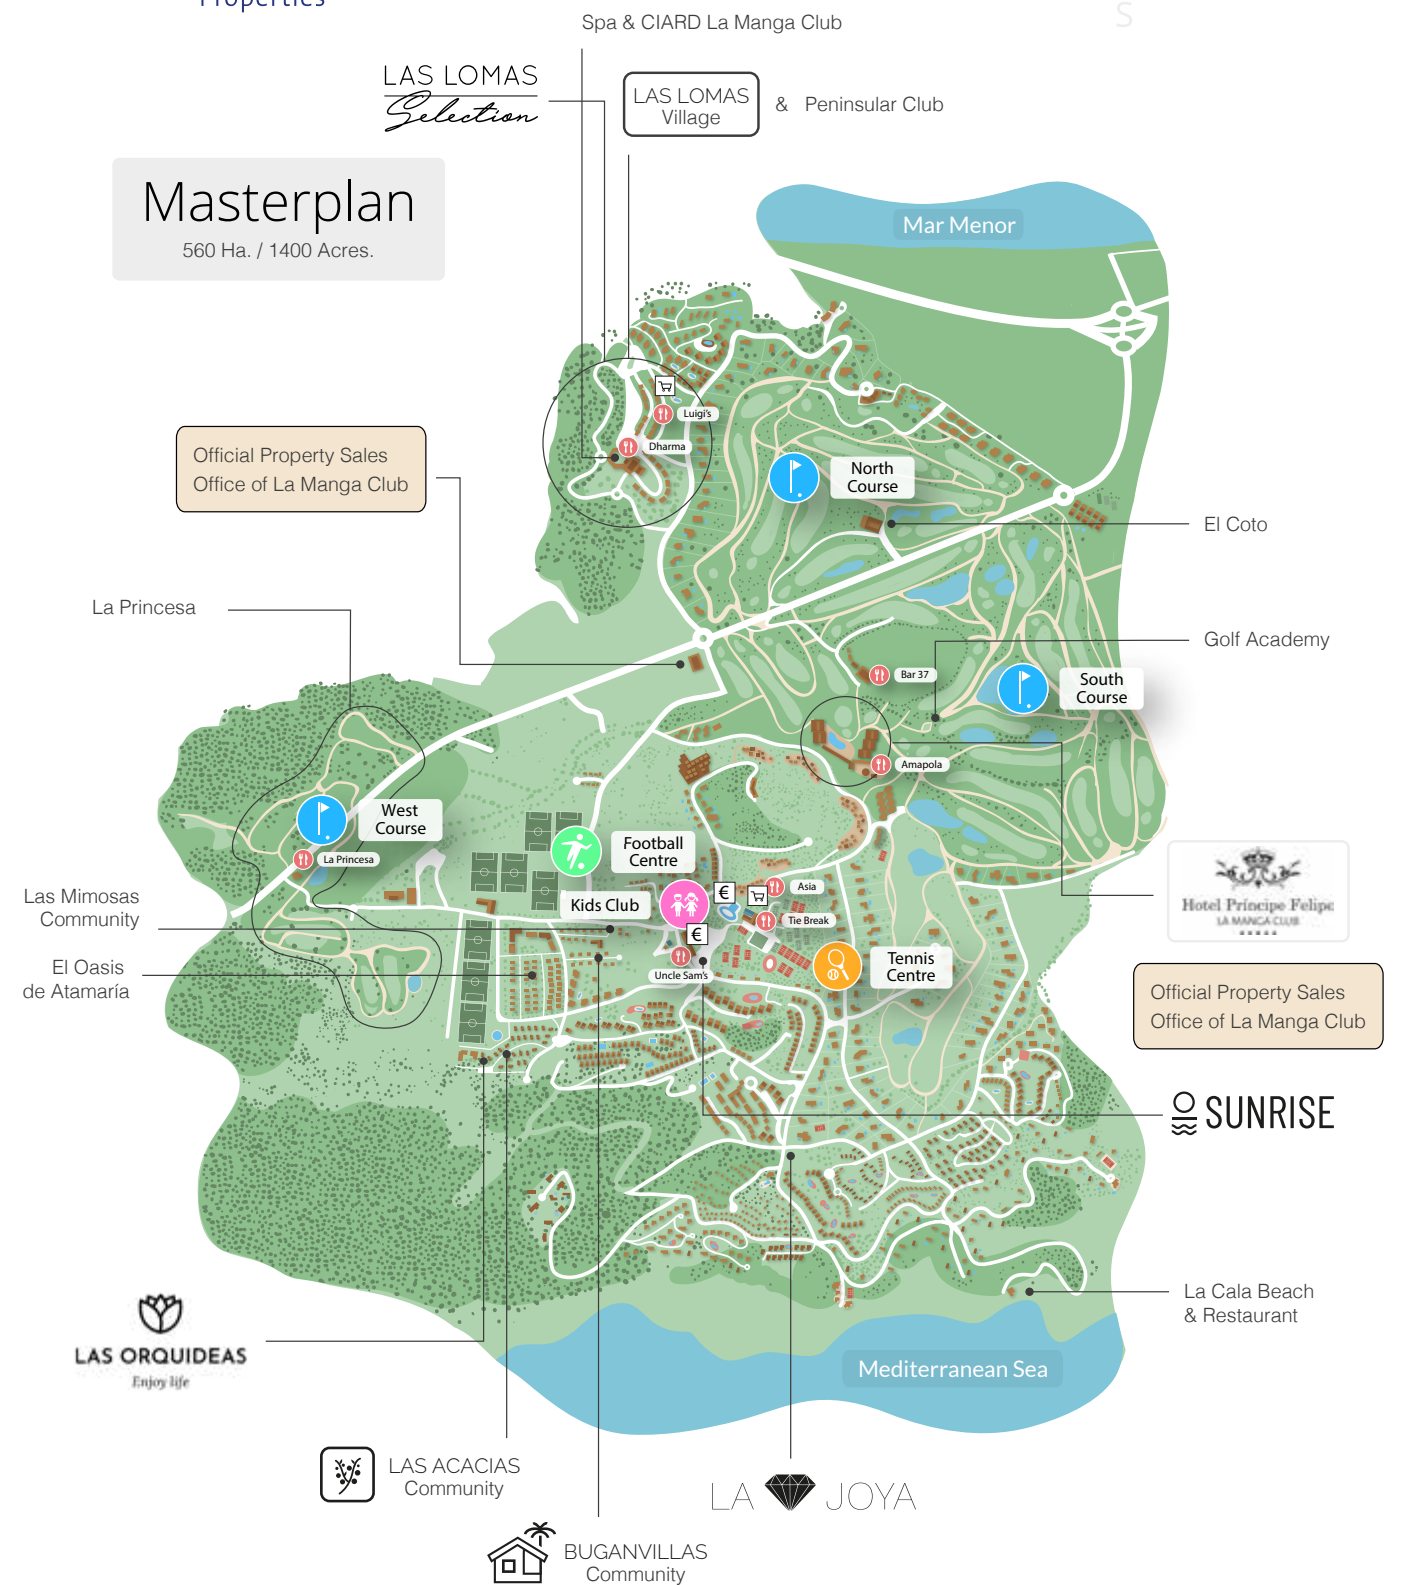 Properties
S
Spa & CIARD La Manga Club
LAS LOMAS
Selection
LAS LOMAS
Village
& Peninsular Club
Masterplan
560 Ha. / 1400 Acres.
Mar Menor
Luigi's
Dharma
Official Property Sales
Office of La Manga Club
North
Course
El Coto
La Princesa
Golf Academy
Bar 37
South
Course
Amapola
West
Course
La Princesa
Football
Centre
Kids Club
€
Asia
Tie Break
€
Uncle Sam's
Tennis
Centre
Hotel Príncipe Felipe
LA MANGA CLUB
Las Mimosas
Community
El Oasis
de Atamaría
Official Property Sales
Office of La Manga Club
SUNRISE
La Cala Beach
& Restaurant
LAS ORQUIDEAS
Enjoy life
Mediterranean Sea
LAS ACACIAS
Community
LA JOYA
BUGANVILLAS
Community